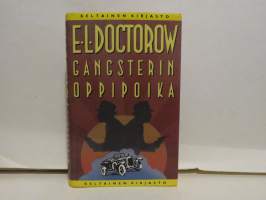 KELTAINEN KIRJASTO
E·L·DOCTOROW
GANGSTERIN
OPPIPOIKA
KELTAINEN KIRJASTO